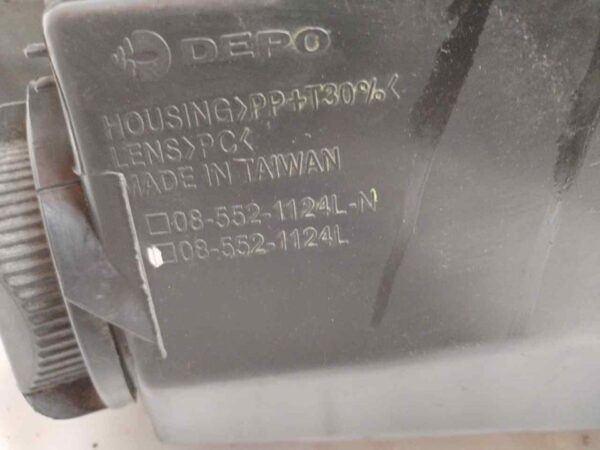 DEPO
HOUSING>PP+T30%<
LENS>PC<
MADE IN TAIWAN
□08-552-1124L-N
□08-552-1124L